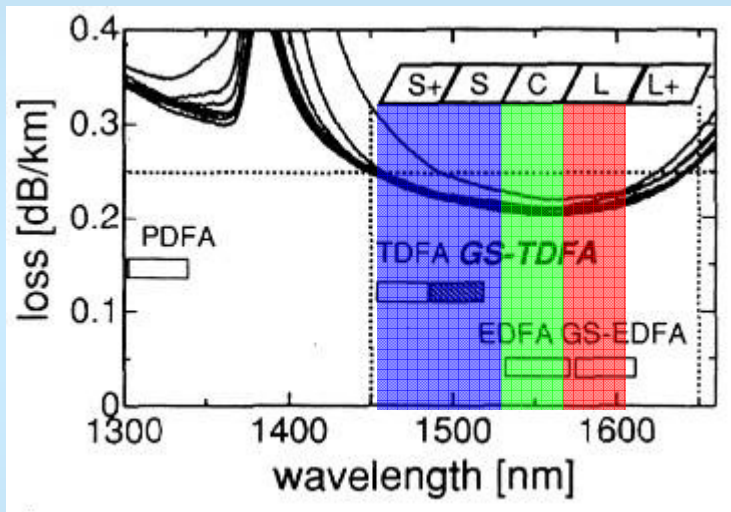 0.4
S+ S C L L+
0.3
loss [dB/km]
0.2
PDFA
TDFA GS-TDFA
0.1
EDFA GS-EDFA
0
1300 1400 1500 1600
wavelength [nm]